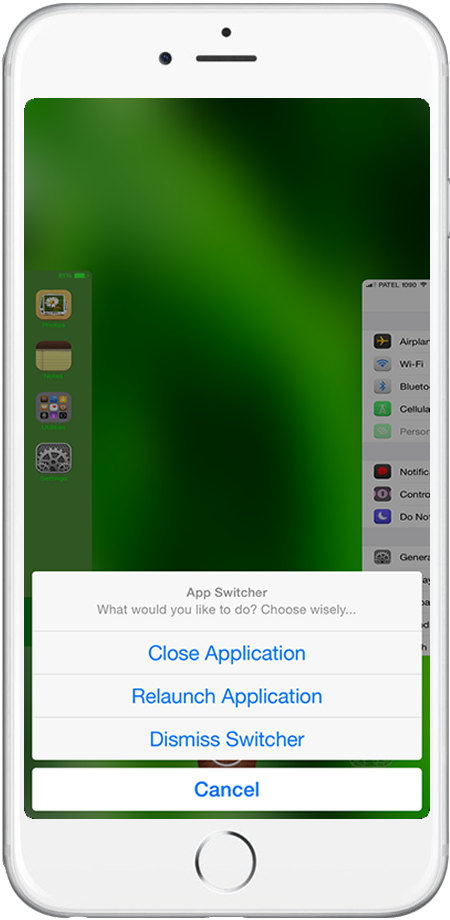 81%
PATEL 1090
Photos
Notes
Utilities
Settings
Airplan
Wi-Fi
Blueto
Cellula
Person
Notifica
Contro
Do No
Genera
App Switcher
What would you like to do? Choose wisely...
Close Application
Relaunch Application
Dismiss Switcher
Cancel